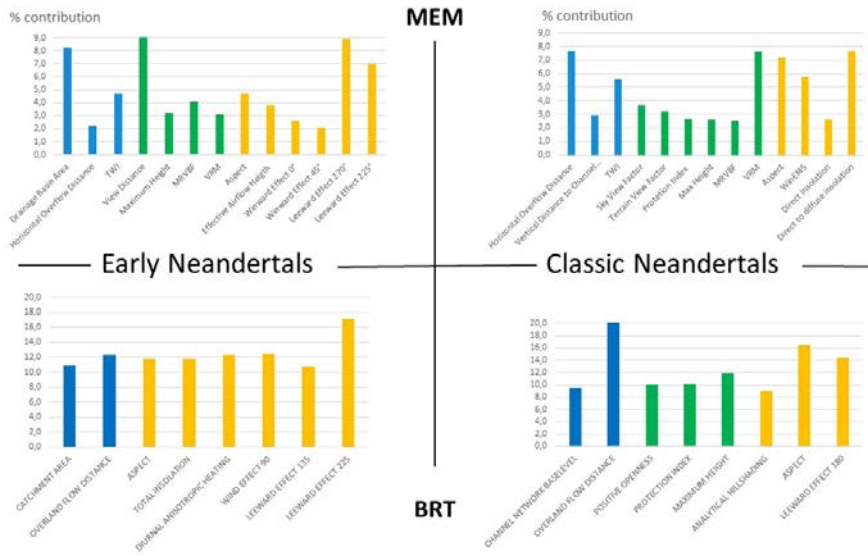 % contribution
MEM
% contribution
9,0
8,0
7,0
6,0
5,0
4,0
3,0
2,0
1,0
0,0
Drainage Basin Area
Horizontal Overflow Distance
TWI
View Distance
Maximum Height
MRVBF
VRM
Aspect
Effective Airflow Heigth
Winward Effect 0°
Winward Effect 45°
Leeward Effect 270°
Leeward Effect 225°
9,0
8,0
7,0
6,0
5,0
4,0
3,0
2,0
1,0
0,0
Horizontal Overflow Distance
Vertical Distance to Channel...
TWI
Sky View Factor
Terrain View Factor
Protetion Index
Max Height
MRVBF
VRM
Aspect
Direct Insolation
Direct to diffuse insolation
Early Neandertals
Classic Neandertals
20,0
18,0
16,0
14,0
12,0
10,0
8,0
6,0
4,0
2,0
0,0
CATCHMENT AREA
OVERLAND FLOW DISTANCE
ASPECT
TOTAL INSOLATION
DIURNAL ANISOTROPIC HEATING
WIND EFFECT 90
LEEWARD EFFECT 135
LEEWARD EFFECT 225
20,0
18,0
16,0
14,0
12,0
10,0
8,0
6,0
4,0
2,0
0,0
CHANNEL NETWORK BASELEVEL
OVERLAND FLOW DISTANCE
POSITIVE OPENNESS
PROTECTION INDEX
MAXIMUM HEIGHT
ANALYTICAL HILLSHADING
ASPECT
LEEWARD EFFECT 180
BRT